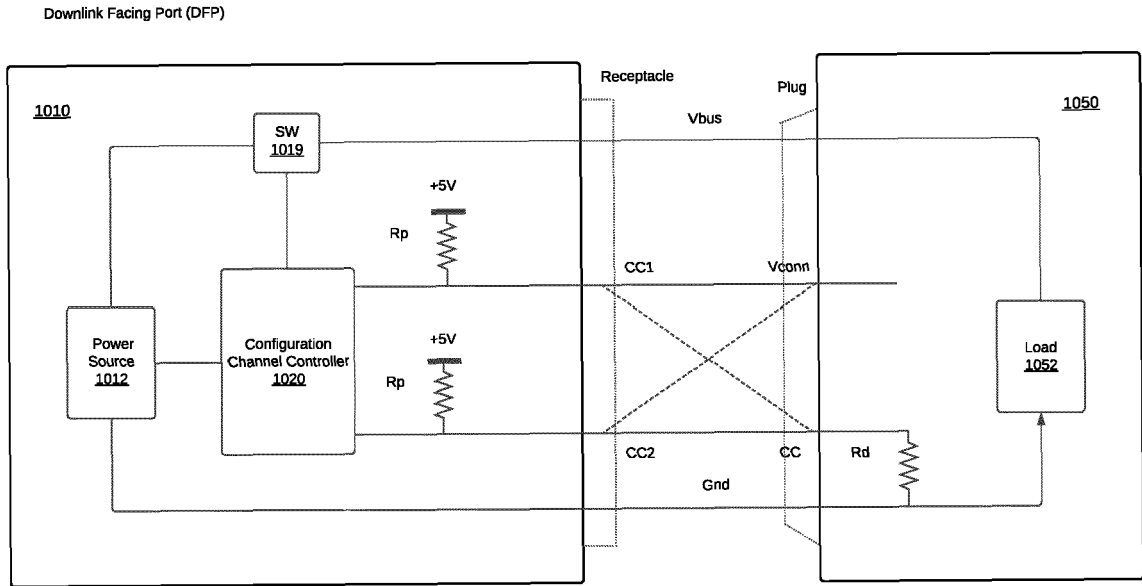 Downlink Facing Port (DFP)
Receptacle
Plug
1010
1050
Vbus
SW
1019
+5V
Rp
CC1
Vconn
Power
Source
1012
Configuration
Channel Controller
1020
+5V
Rp
Load
1052
CC2
CC
Rd
Gnd